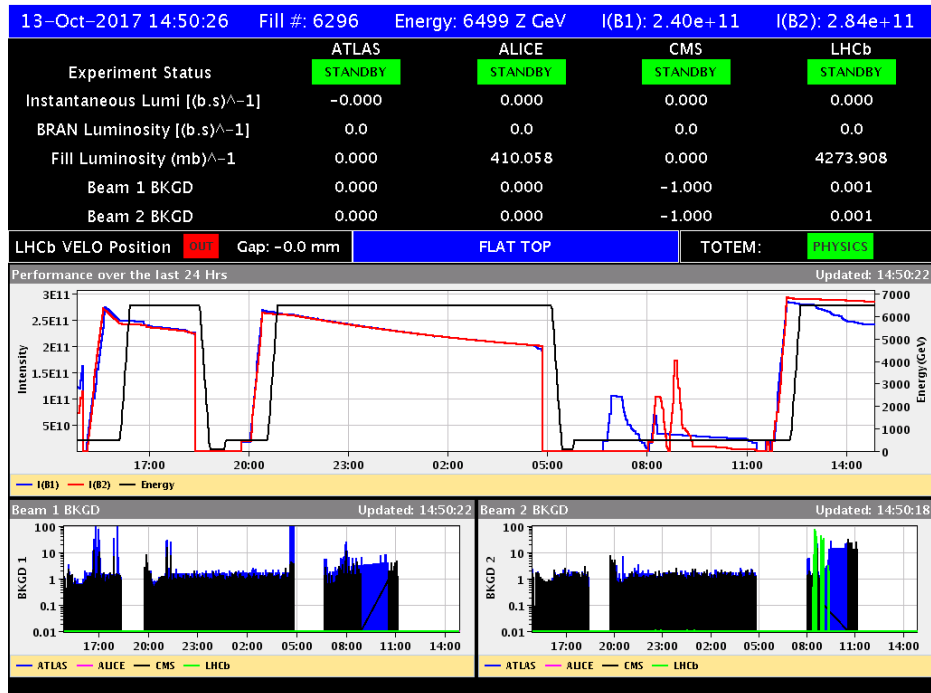 13-Oct-2017 14:50:26 Fill #: 6296 Energy: 6499 Z GeV I(B1): 2.40e+11 I(B2): 2.84e+11
ATLAS ALICE CMS LHCb
Experiment Status STANDBY STANDBY STANDBY STANDBY
Instantaneous Lumi [(b.s)^-1] -0.000 0.000 0.000 0.000
BRAN Luminosity [(b.s)^-1] 0.0 0.0 0.0 0.0
Fill Luminosity (nb)^-1 0.000 410.058 0.000 4273.908
Beam 1 BKGD 0.000 0.000 -1.000 0.001
Beam 2 BKGD 0.000 0.000 -1.000 0.001
LHCb VELO Position OUT Gap: -0.0 mm FLAT TOP TOTEM: PHYSICS
Performance over the last 24 Hrs Updated: 14:50:22
3E11
2.5E11
2E11
1.5E11
1E11
5E10
Intensity
7000
6000
5000
4000
3000
2000
1000
0
Energy(GeV)
17:00 20:00 23:00 02:00 05:00 08:00 11:00 14:00
I(B1) I(B2) Energy
Beam 1 BKGD Updated: 14:50:22
100
10
1
0.1
0.01
BKGD 1
17:00 20:00 23:00 02:00 05:00 08:00 11:00 14:00
ATLAS ALICE CMS LHCb
Beam 2 BKGD Updated: 14:50:18
100
10
1
0.1
0.01
BKGD 2
17:00 20:00 23:00 02:00 05:00 08:00 11:00 14:00
ATLAS ALICE CMS LHCb